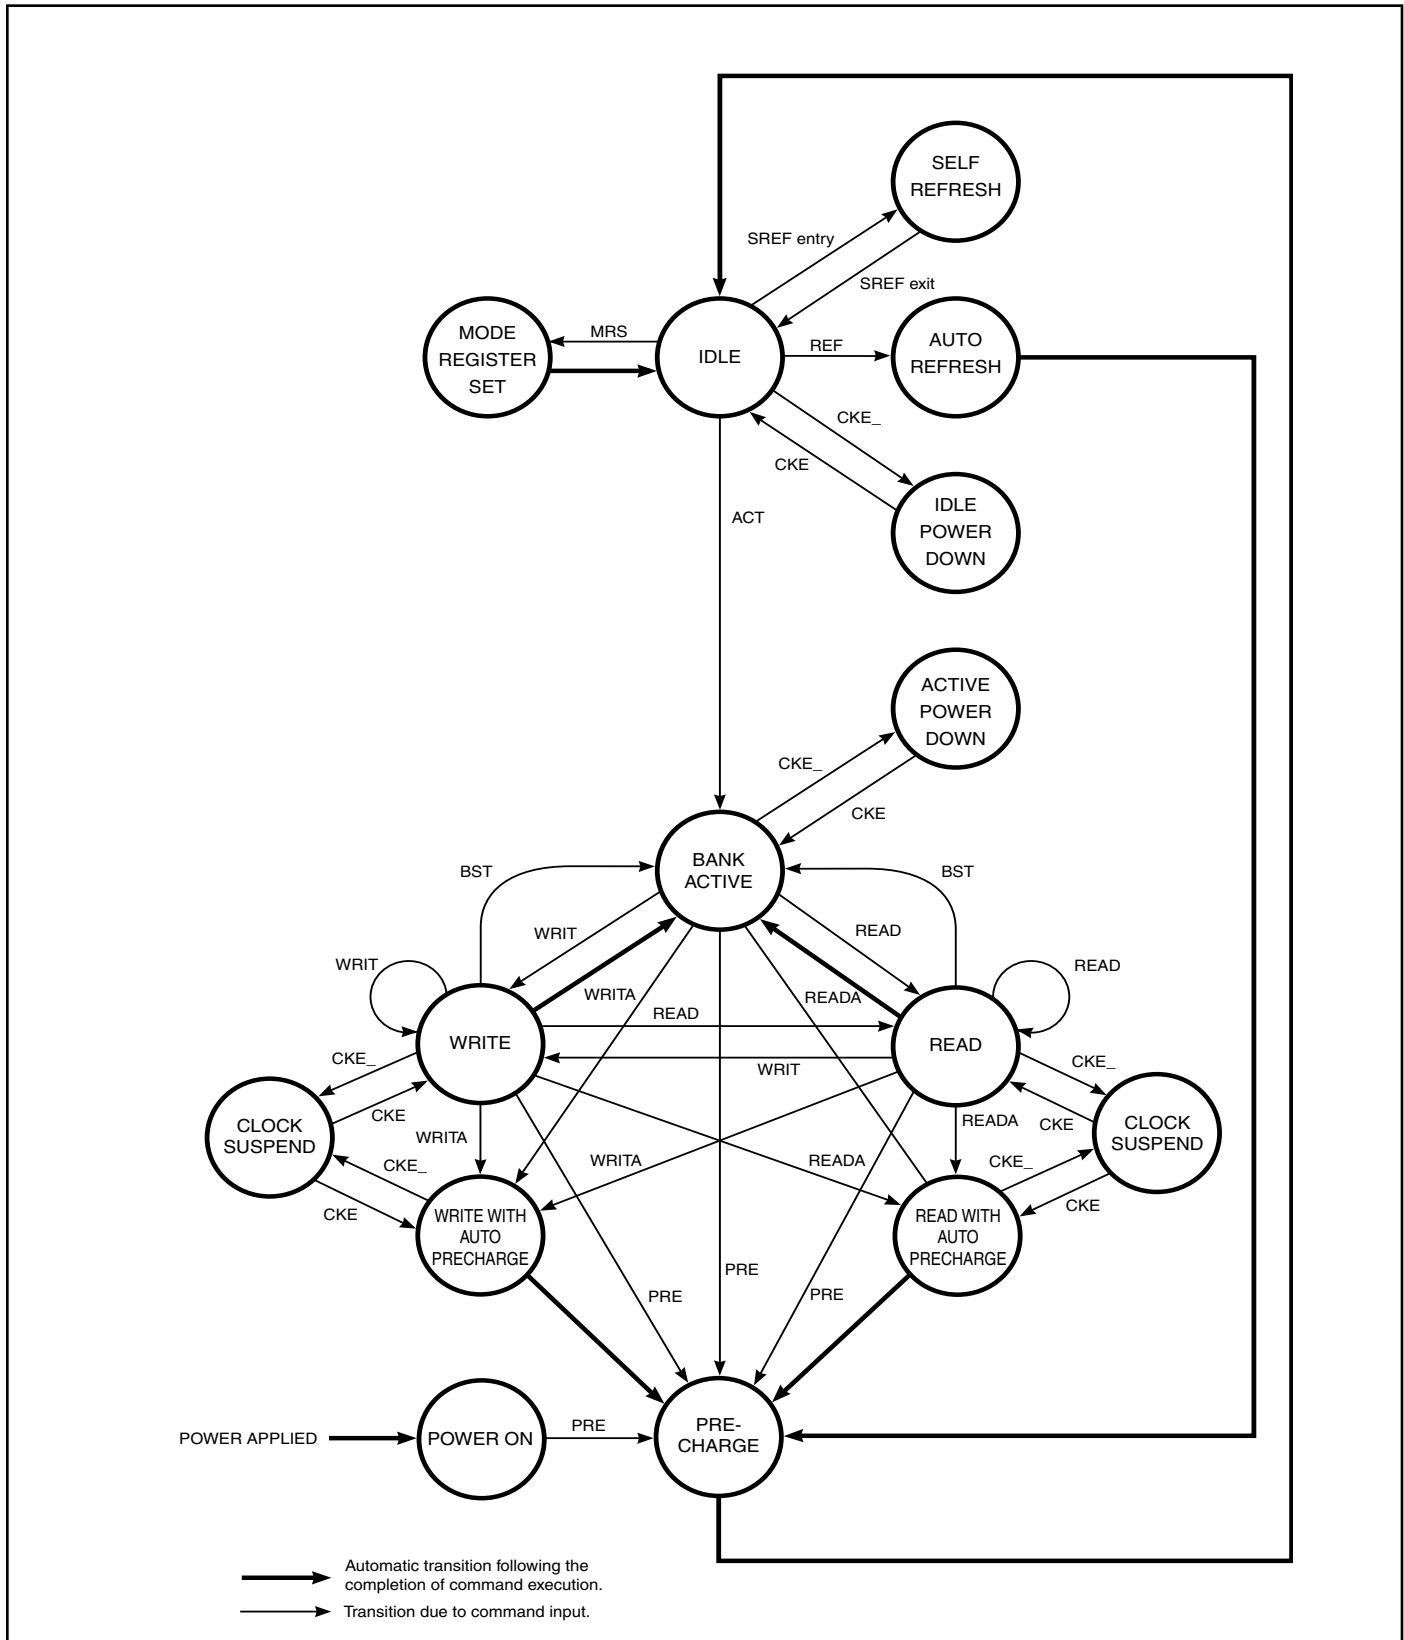 SELF
REFRESH
SREF entry
SREF exit
MODE
REGISTER
SET
MRS
IDLE
REF
AUTO
REFRESH
CKE_
CKE
IDLE
POWER
DOWN
ACT
ACTIVE
POWER
DOWN
CKE_
CKE
BANK
ACTIVE
BST
BST
WRIT
READ
WRIT
READ
WRITA
READA
READ
WRITE
READ
WRIT
CKE_
CKE_
CKE
CKE
CLOCK
SUSPEND
CLOCK
SUSPEND
WRITA
READA
CKE_
CKE_
WRITA
READA
CKE
CKE
WRITE WITH
AUTO
PRECHARGE
READ WITH
AUTO
PRECHARGE
PRE
PRE
PRE
POWER APPLIED
POWER ON
PRE
PRE-
CHARGE
Automatic transition following the
completion of command execution.
Transition due to command input.